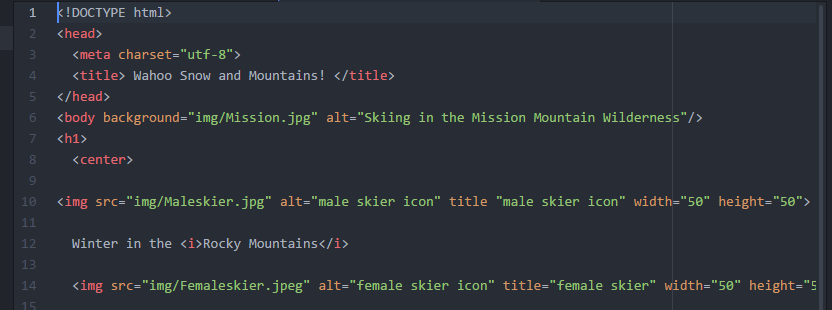 1 <!DOCTYPE html>
2 <head>
3 <meta charset="utf-8">
4 <title> Wahoo Snow and Mountains! </title>
5 </head>
6 <body background="img/Mission.jpg" alt="Skiing in the Mission Mountain Wilderness"/>
7 <h1>
8 <center>
9
10 <img src="img/Maleskier.jpg" alt="male skier icon" title "male skier icon" width="50" height="50">
11
12 Winter in the <i>Rocky Mountains</i>
13
14 <img src="img/Femaleskier.jpeg" alt="female skier icon" title="female skier" width="50" height="5
15